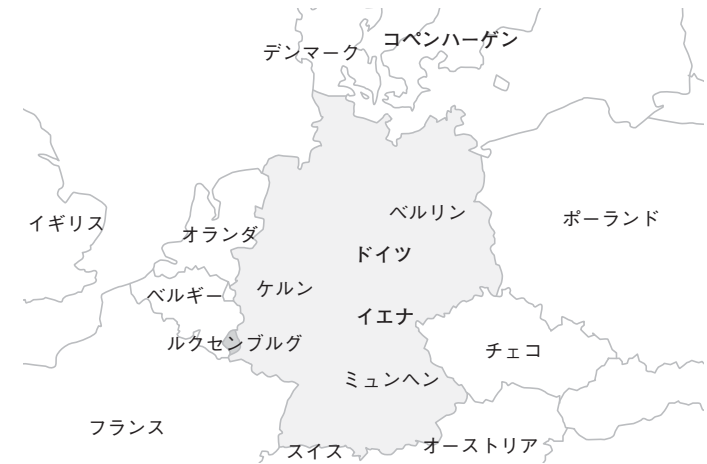 コペンハーゲン
デンマーク
ベルリン
ポーランド
イギリス
オランダ
ドイツ
ケルン
ベルギー
イエナ
ルクセンブルグ
チェコ
ミュンヘン
フランス
オーストリア
スイス